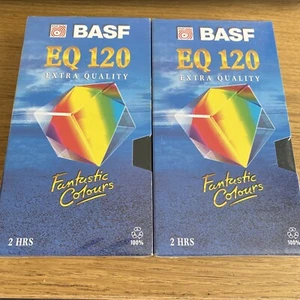 BASF
EQ 120
EXTRA QUALITY
Fantastic
Colours
2 HRS
100%
BASF
EQ 120
EXTRA QUALITY
Fantastic
Colours
2 HRS
100%